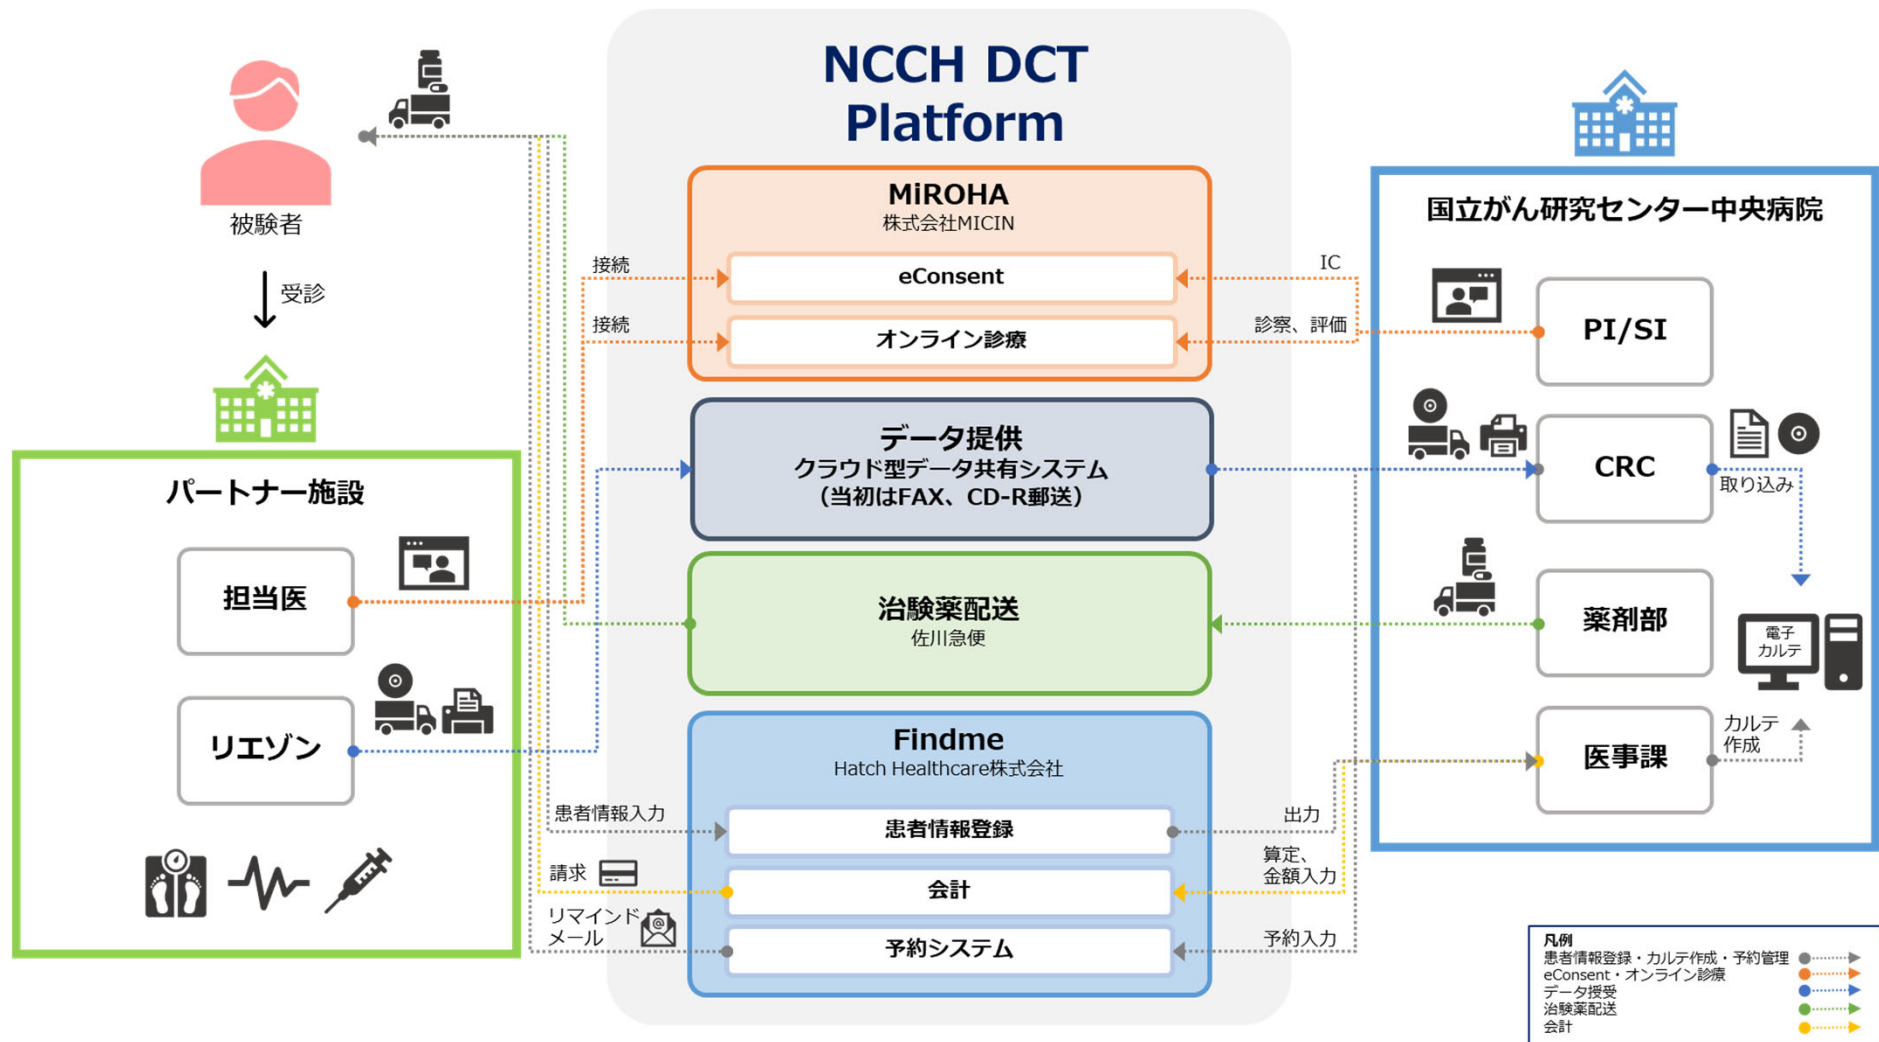 NCCH DCT
Platform
被験者
受診
パートナー施設
担当医
リエゾン
MiROHA
株式会社MICIN
eConsent
オンライン診療
接続
接続
IC
診察、評価
データ提供
クラウド型データ共有システム
（当初はFAX、CD-R郵送）
治験薬配送
佐川急便
Findme
Hatch Healthcare株式会社
患者情報登録
会計
予約システム
患者情報入力
請求
リマインド
メール
出力
算定、
金額入力
予約入力
国立がん研究センター中央病院
PI/SI
CRC
取り込み
薬剤部
電子
カルテ
医事課
カルテ
作成
凡例
患者情報登録・カルテ作成・予約管理
eConsent・オンライン診療
データ授受
治験薬配送
会計